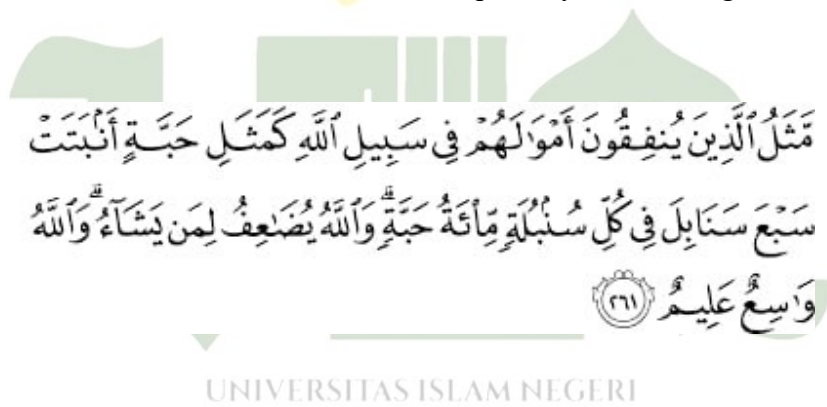 مَّثَلُ ٱلَّذِينَ يُنفِقُونَ أَمْوَٰلَهُمْ فِى سَبِيلِ ٱللَّهِ كَمَثَلِ حَبَّةٍ أَنۢبَتَتْ
سَبْعَ سَنَابِلَ فِى كُلِّ سُنۢبُلَةٍ مِّا۟ئَةُ حَبَّةٍ ۗ وَٱللَّهُ يُضَـٰعِفُ لِمَن يَشَآءُ ۗ وَٱللَّهُ
وَٰسِعٌ عَلِيمٌ ٢٦١
UNIVERSITAS ISLAM NEGERI